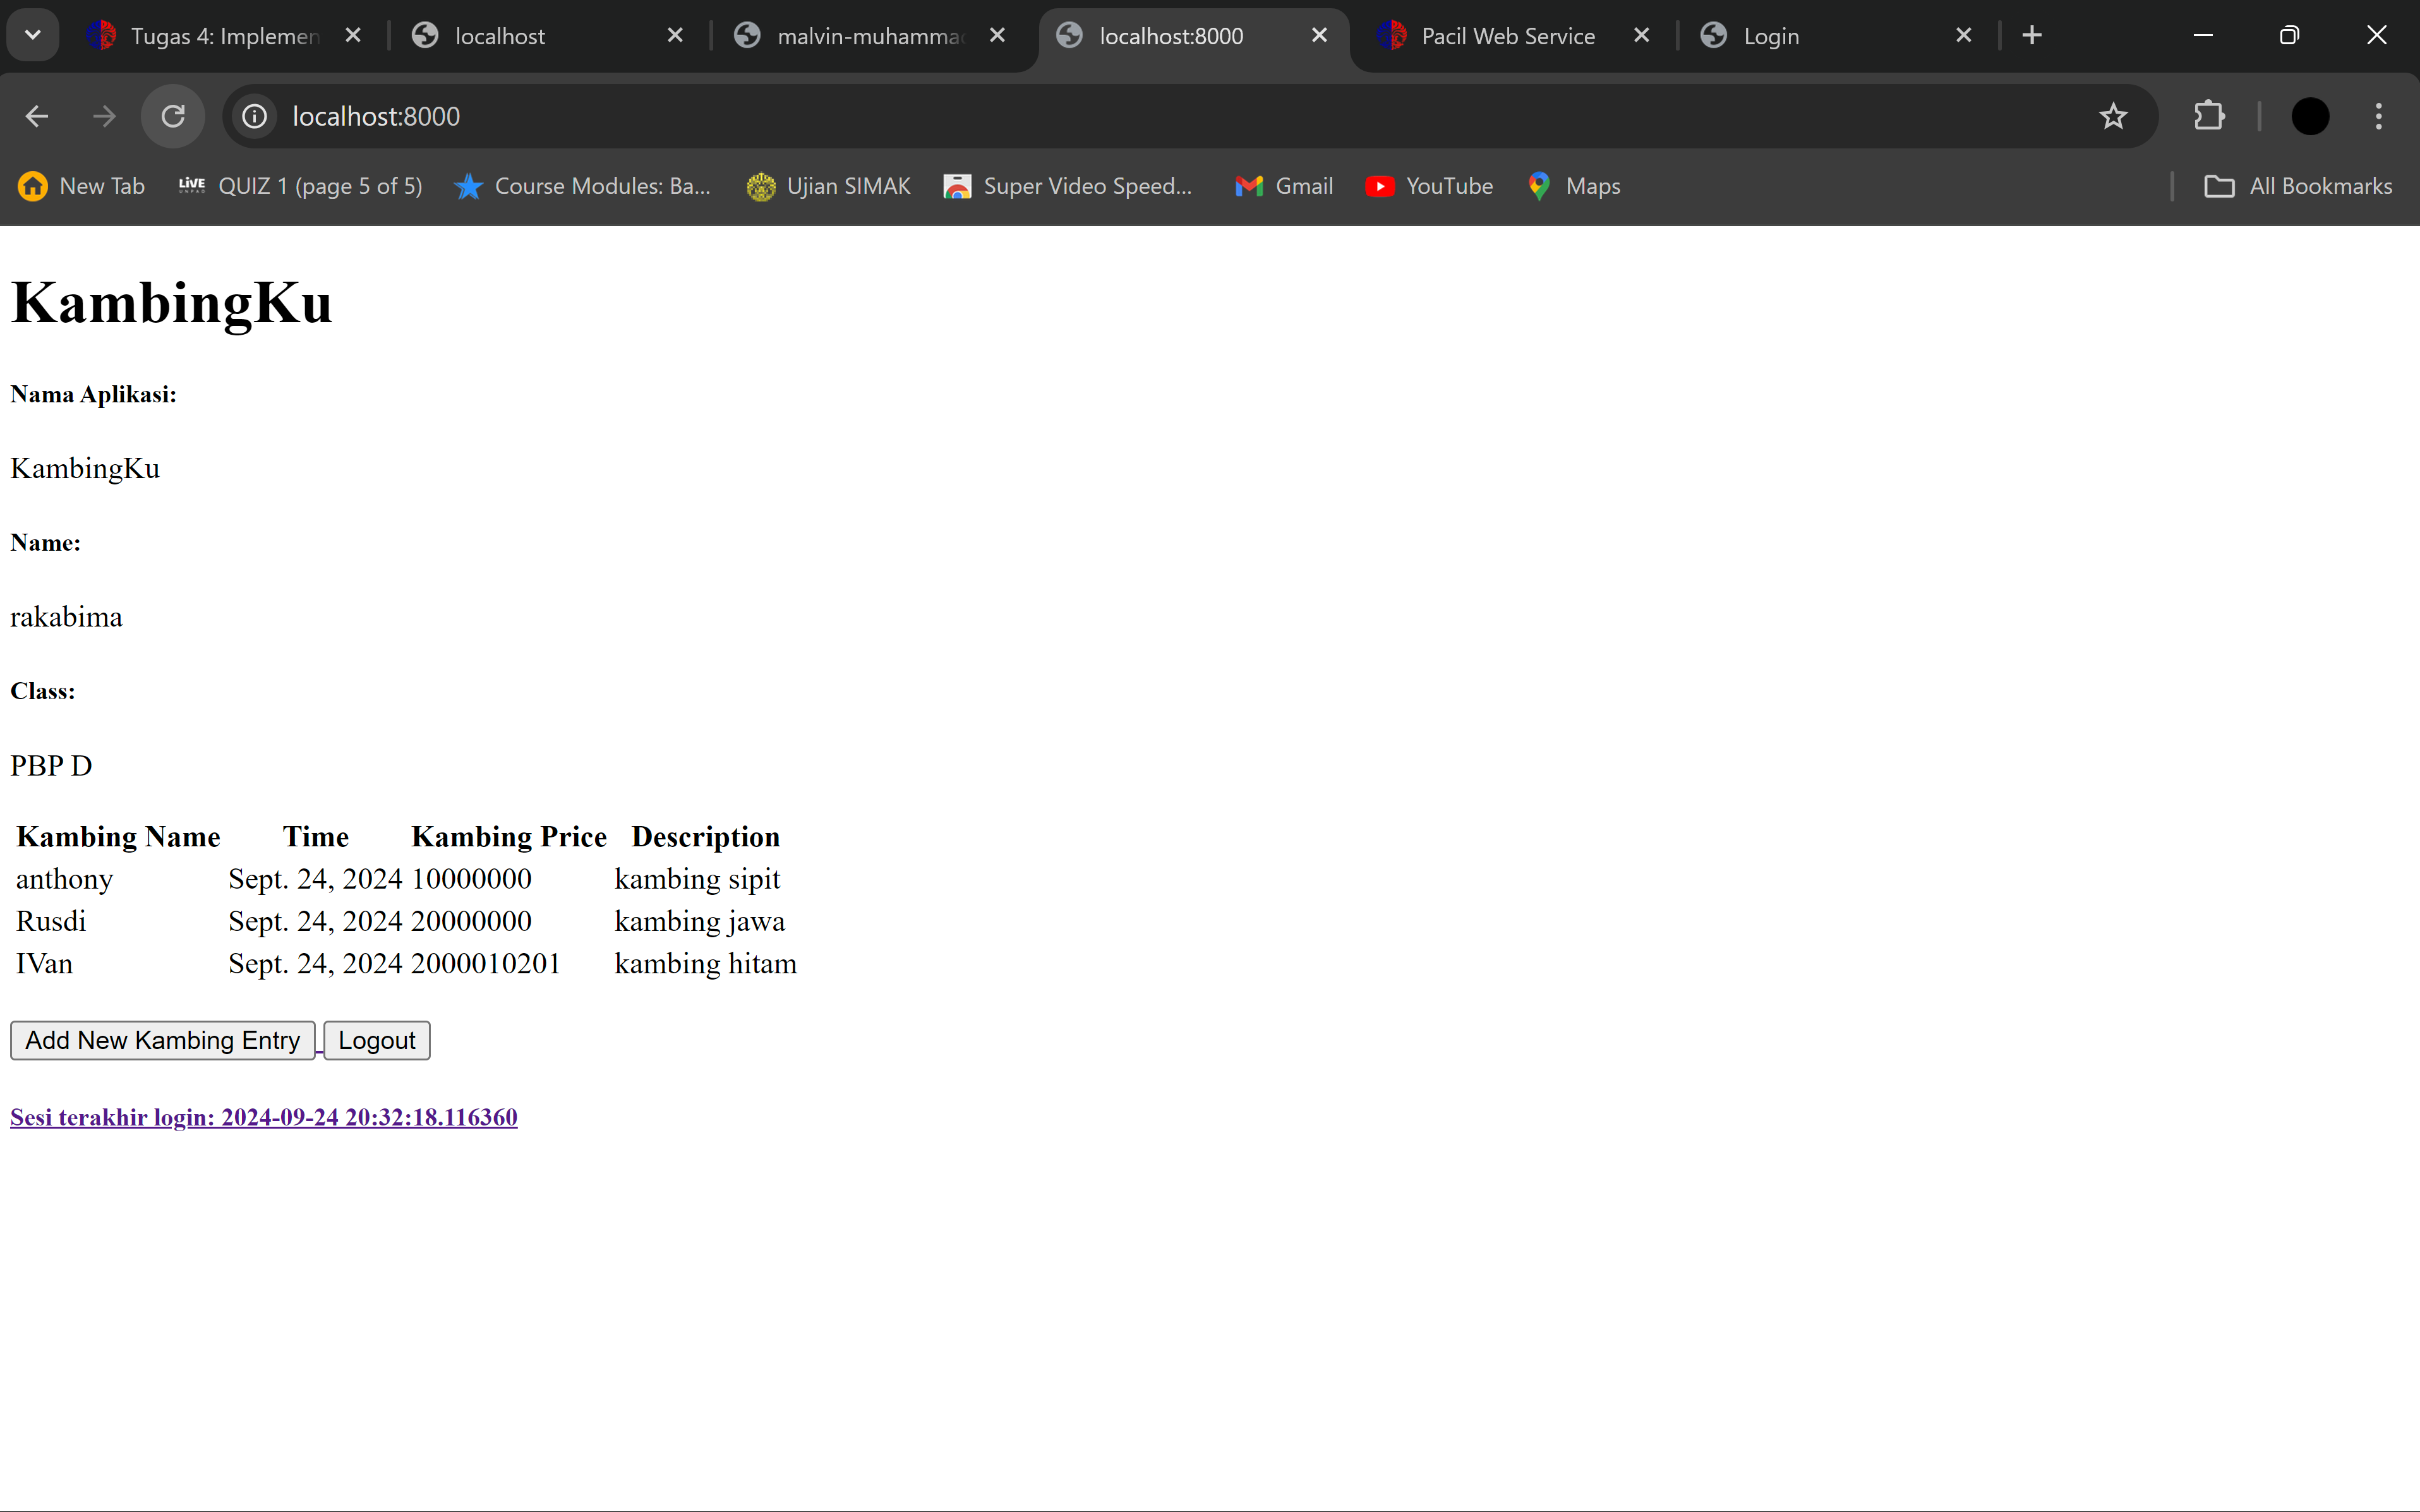 Tugas 4: Implemen
localhost
malvin-muhammad
localhost:8000
Pacil Web Service
Login
localhost:8000
New Tab
LiVE UNPAD QUIZ 1 (page 5 of 5)
Course Modules: Ba...
Ujian SIMAK
Super Video Speed...
Gmail
YouTube
Maps
All Bookmarks
KambingKu
Nama Aplikasi:
KambingKu
Name:
rakabima
Class:
PBP D
Kambing Name Time Kambing Price Description
anthony Sept. 24, 2024 10000000 kambing sipit
Rusdi Sept. 24, 2024 20000000 kambing jawa
IVan Sept. 24, 2024 2000010201 kambing hitam
Add New Kambing Entry Logout
Sesi terakhir login: 2024-09-24 20:32:18.116360